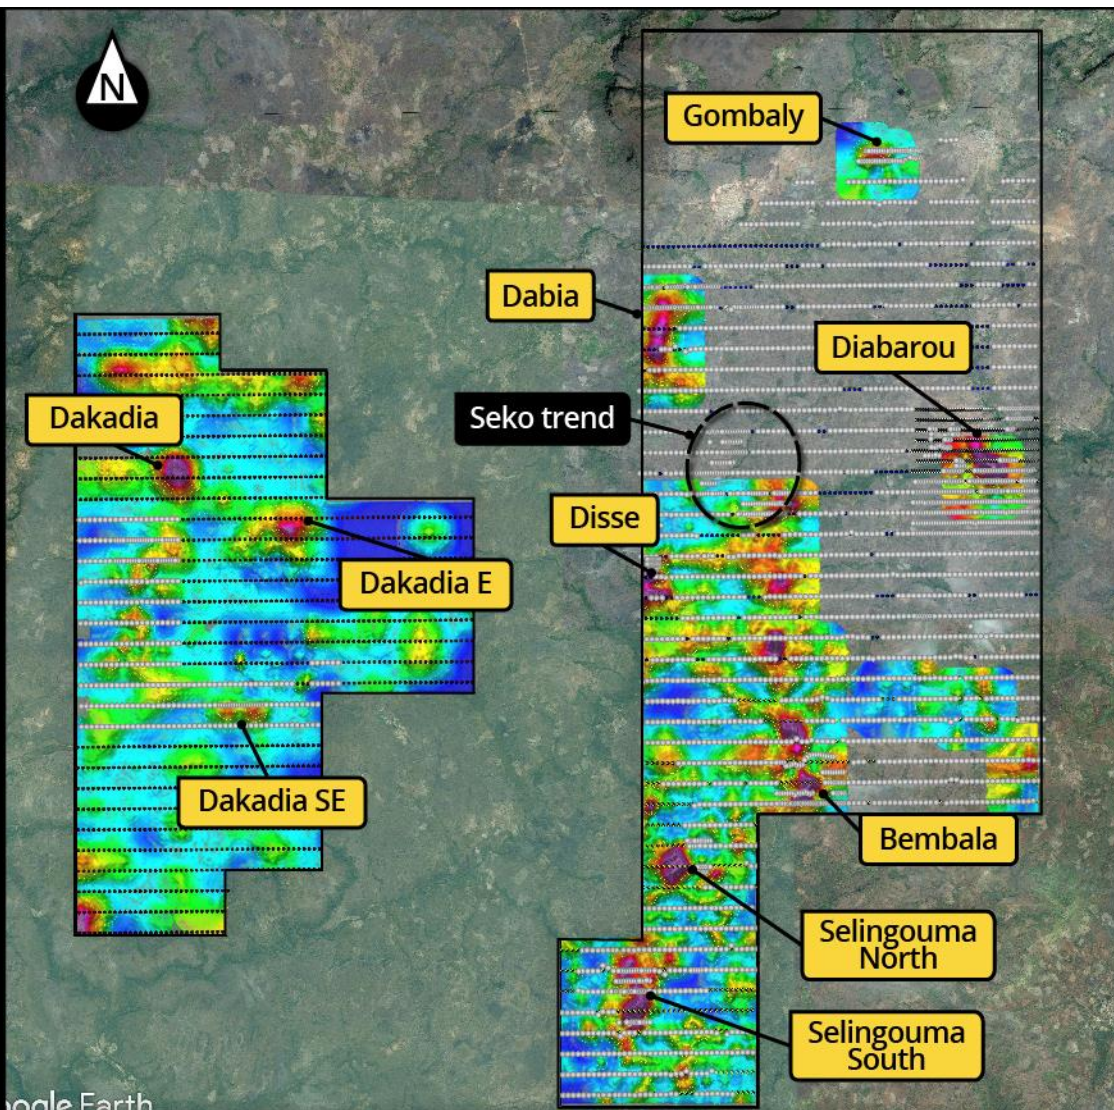 N
Gombaly
Dabia
Diabarou
Seko trend
Dakadia
Disse
Dakadia E
Dakadia SE
Bembala
Selingouma
North
Selingouma
South
oogle Earth